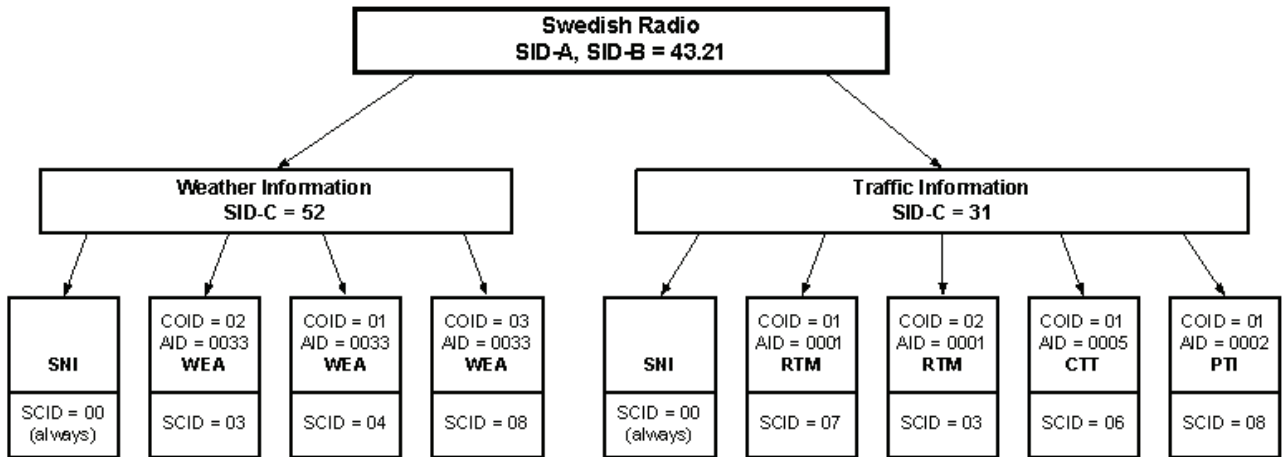 Swedish Radio
SID-A, SID-B = 43.21
Weather Information
SID-C = 52
Traffic Information
SID-C = 31
SNI
SCID = 00
(always)
COID = 02
AID = 0033
WEA
SCID = 03
COID = 01
AID = 0033
WEA
SCID = 04
COID = 03
AID = 0033
WEA
SCID = 08
SNI
SCID = 00
(always)
COID = 01
AID = 0001
RTM
SCID = 07
COID = 02
AID = 0001
RTM
SCID = 03
COID = 01
AID = 0005
CTT
SCID = 06
COID = 01
AID = 0002
PTI
SCID = 08